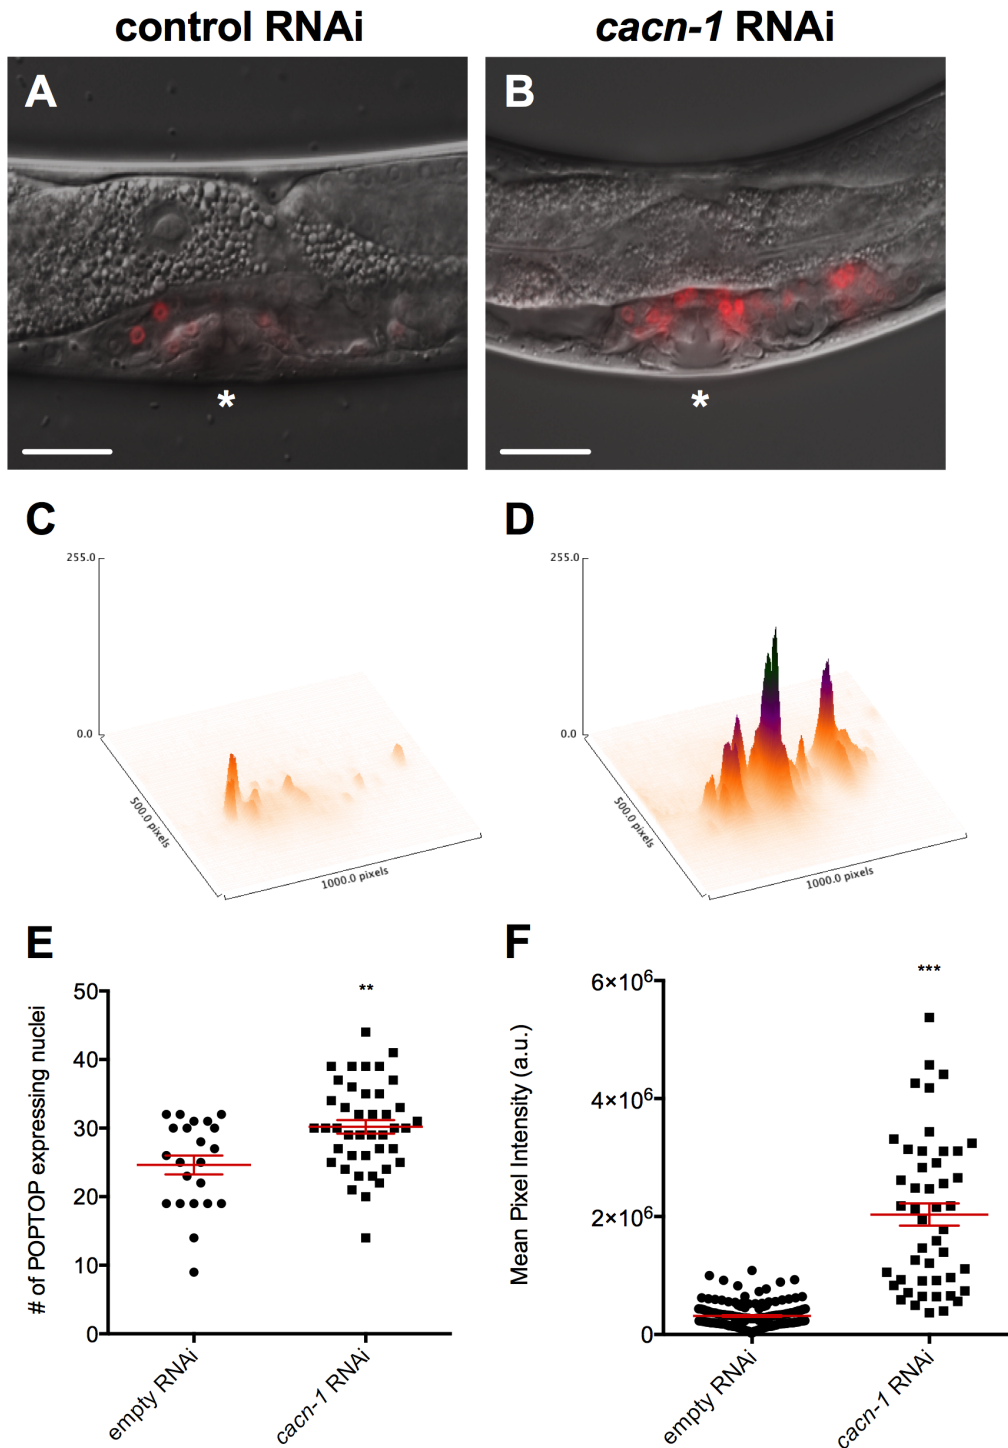 control RNAi
cacn-1 RNAi
A
B
*
*
C
D
255.0
0.0
500.0 pixels
1000.0 pixels
255.0
0.0
500.0 pixels
1000.0 pixels
E
F
# of POPTOP expressing nuclei
50
40
30
20
10
0
**
empty RNAi
cacn-1 RNAi
Mean Pixel Intensity (a.u.)
6×10⁶
4×10⁶
2×10⁶
0
***
empty RNAi
cacn-1 RNAi